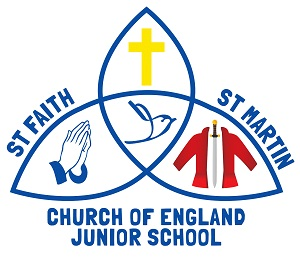 ST FAITH
ST MARTIN
CHURCH OF ENGLAND
JUNIOR SCHOOL